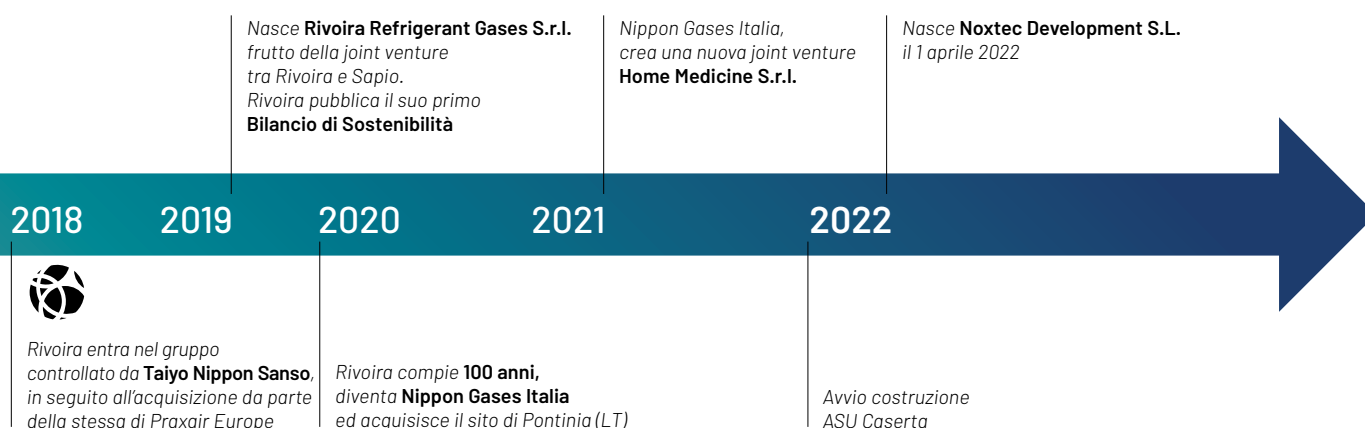 Nasce Rivoira Refrigerant Gases S.r.l.
frutto della joint venture
tra Rivoira e Sapio.
Rivoira pubblica il suo primo
Bilancio di Sostenibilità
Nippon Gases Italia,
crea una nuova joint venture
Home Medicine S.r.l.
Nasce Noxtec Development S.L.
il 1 aprile 2022
2018
2019
2020
2021
2022
Rivoira entra nel gruppo
controllato da Taiyo Nippon Sanso,
in seguito all'acquisizione da parte
della stessa di Praxair Europe
Rivoira compie 100 anni,
diventa Nippon Gases Italia
ed acquisisce il sito di Pontinia (LT)
Avvio costruzione
ASU Caserta